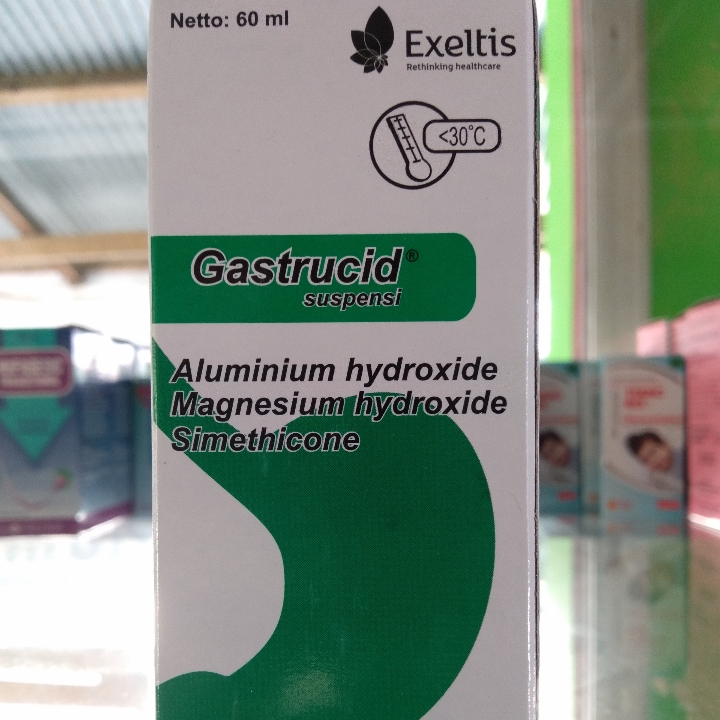 Netto: 60 ml
Exeltis
Rethinking healthcare
<30°C
Gastrucid®
suspensi
Aluminium hydroxide
Magnesium hydroxide
Simethicone